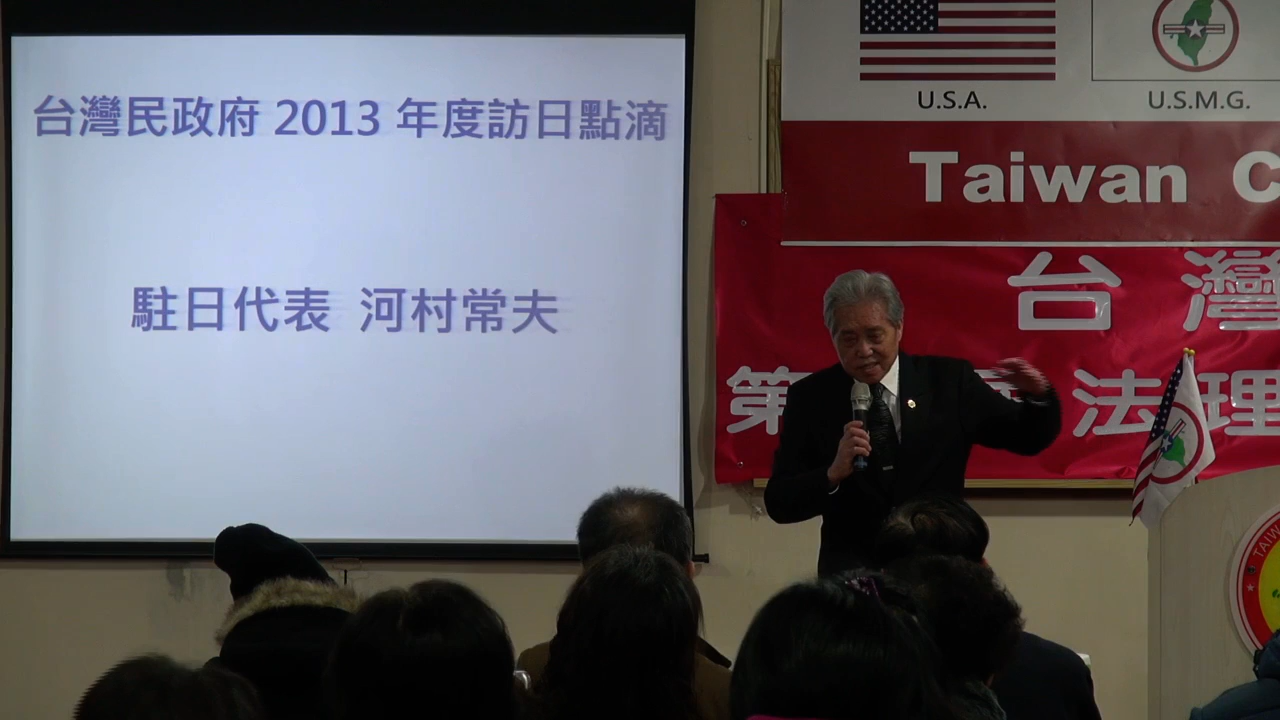 台灣民政府 2013 年度訪日點滴
駐日代表 河村常夫
U.S.A.
U.S.M.G.
Taiwan C
台灣
第
法理
TAIWA